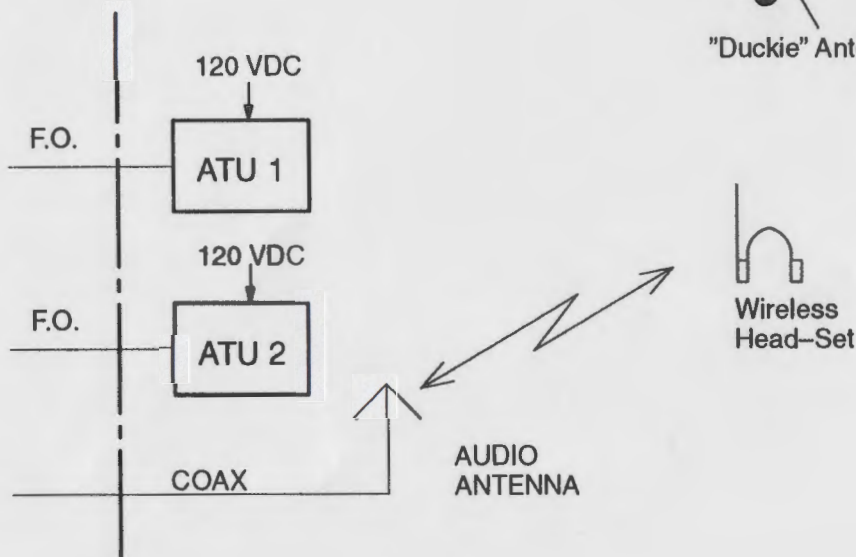 "Duckie" Ant
120 VDC
F.O.
ATU 1
120 VDC
F.O.
ATU 2
Wireless
Head-Set
COAX
AUDIO
ANTENNA